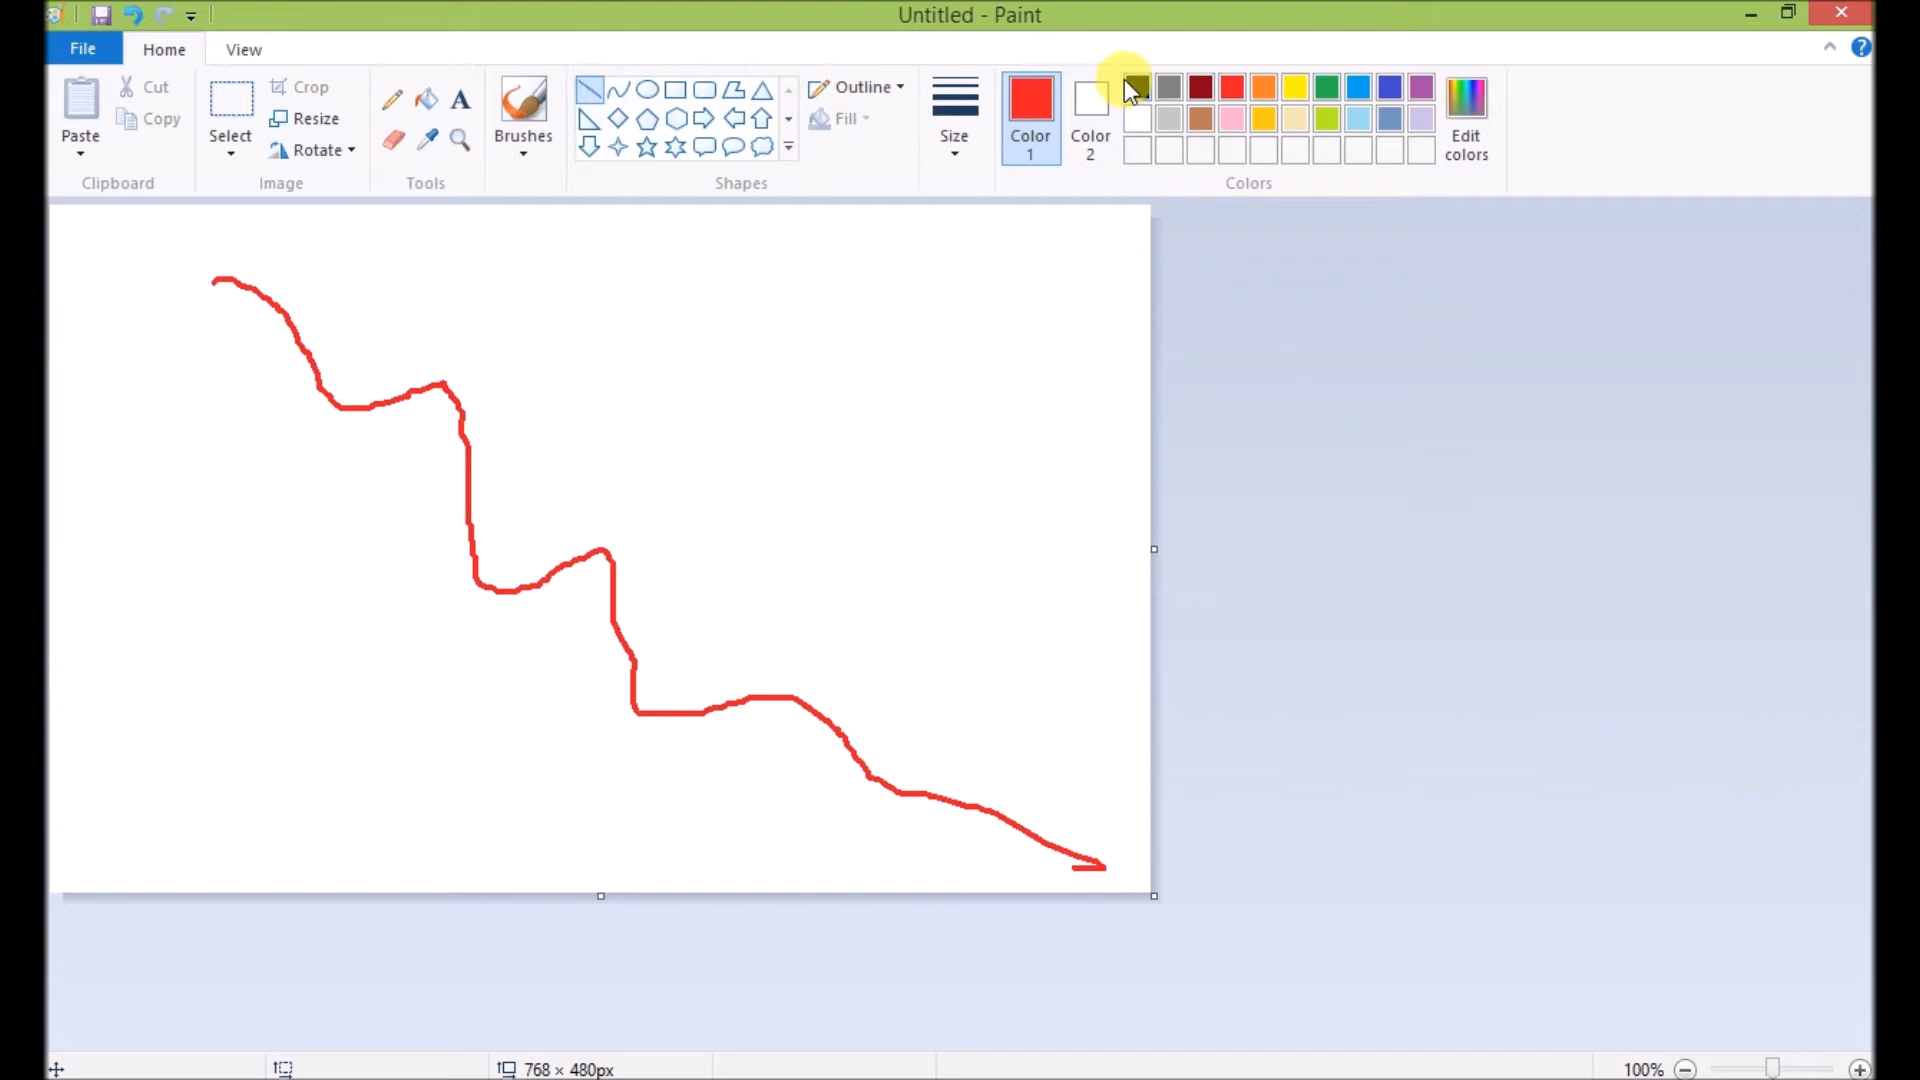 Untitled - Paint
File Home View
Paste
Cut
Copy
Clipboard
Select
Crop
Resize
Rotate
Image
A
Tools
Brushes
Outline
Fill
Shapes
Size
Color 1
Color 2
Edit colors
Colors
768 × 480px
100%